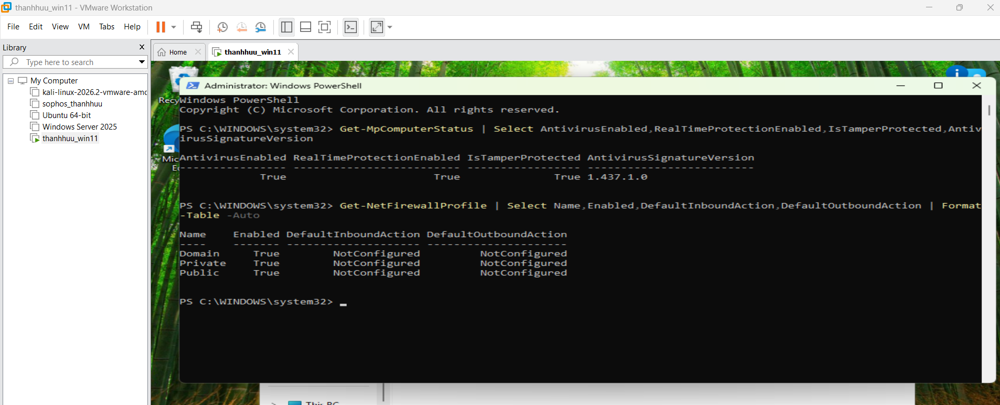 thanhhuu_win11 - VMware Workstation
File Edit View VM Tabs Help
Library
Type here to search
My Computer
kali-linux-2026.2-vmware-amd
sophos_thanhhuu
Ubuntu 64-bit
Windows Server 2025
thanhhuu_win11
Home
thanhhuu_win11
Recy
Mic
Ed
Administrator: Windows PowerShell
Windows PowerShell
Copyright (C) Microsoft Corporation. All rights reserved.
PS C:\WINDOWS\system32> Get-MpComputerStatus | Select AntivirusEnabled,RealTimeProtectionEnabled,IsTamperProtected,Antiv
irusSignatureVersion
AntivirusEnabled RealTimeProtectionEnabled IsTamperProtected AntivirusSignatureVersion
---------------- ------------------------- ----------------- -------------------------
True True True 1.437.1.0
PS C:\WINDOWS\system32> Get-NetFirewallProfile | Select Name,Enabled,DefaultInboundAction,DefaultOutboundAction | Format
-Table -Auto
Name Enabled DefaultInboundAction DefaultOutboundAction
---- ------- -------------------- ---------------------
Domain True NotConfigured NotConfigured
Private True NotConfigured NotConfigured
Public True NotConfigured NotConfigured
PS C:\WINDOWS\system32>
This PC